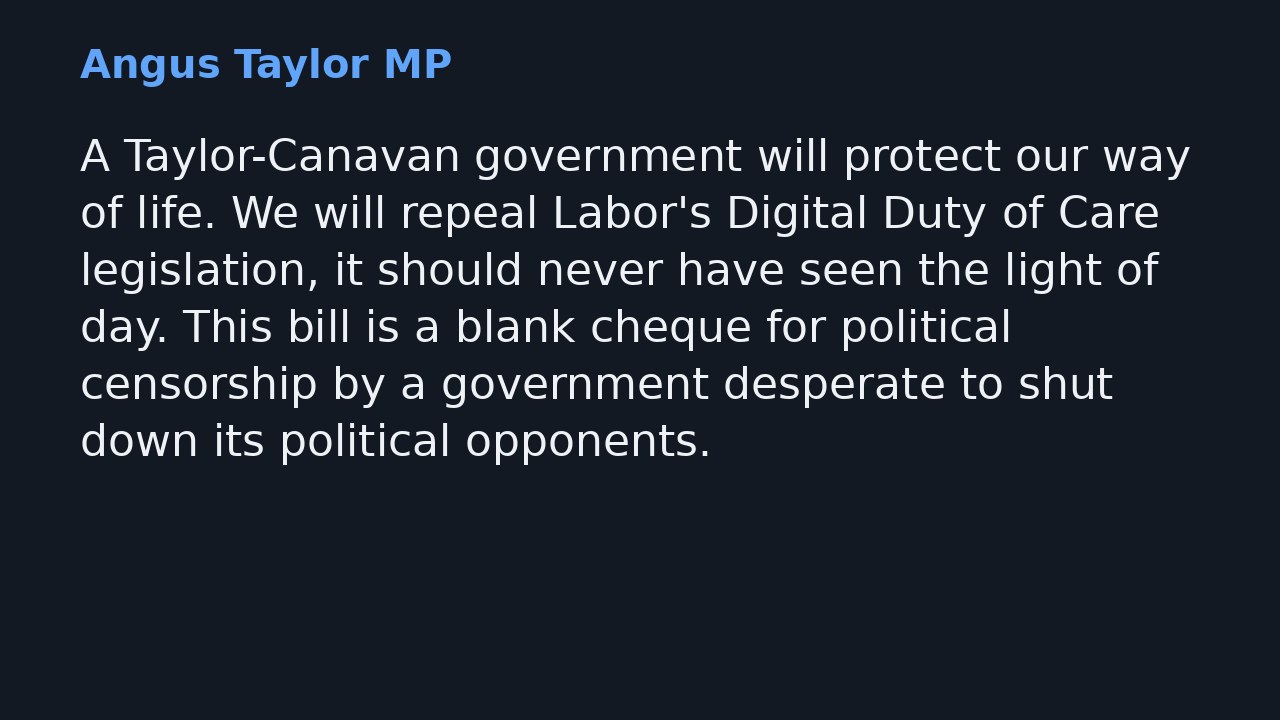 Angus Taylor MP
A Taylor-Canavan government will protect our way
of life. We will repeal Labor's Digital Duty of Care
legislation, it should never have seen the light of
day. This bill is a blank cheque for political
censorship by a government desperate to shut
down its political opponents.